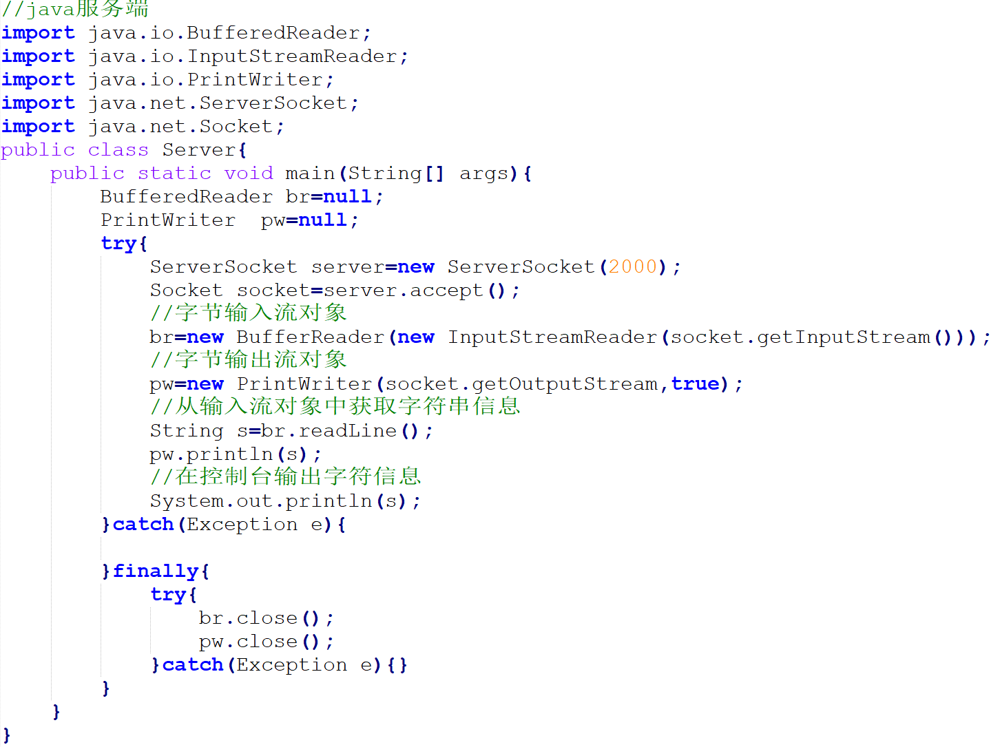 //java服务端
import java.io.BufferedReader;
import java.io.InputStreamReader;
import java.io.PrintWriter;
import java.net.ServerSocket;
import java.net.Socket;
public class Server{
    public static void main(String[] args){
        BufferedReader br=null;
        PrintWriter  pw=null;
        try{
            ServerSocket server=new ServerSocket(2000);
            Socket socket=server.accept();
            //字节输入流对象
            br=new BufferReader(new InputStreamReader(socket.getInputStream()));
            //字节输出流对象
            pw=new PrintWriter(socket.getOutputStream,true);
            //从输入流对象中获取字符串信息
            String s=br.readLine();
            pw.println(s);
            //在控制台输出字符信息
            System.out.println(s);
        }catch(Exception e){

        }finally{
            try{
                br.close();
                pw.close();
            }catch(Exception e){}
        }
    }
}